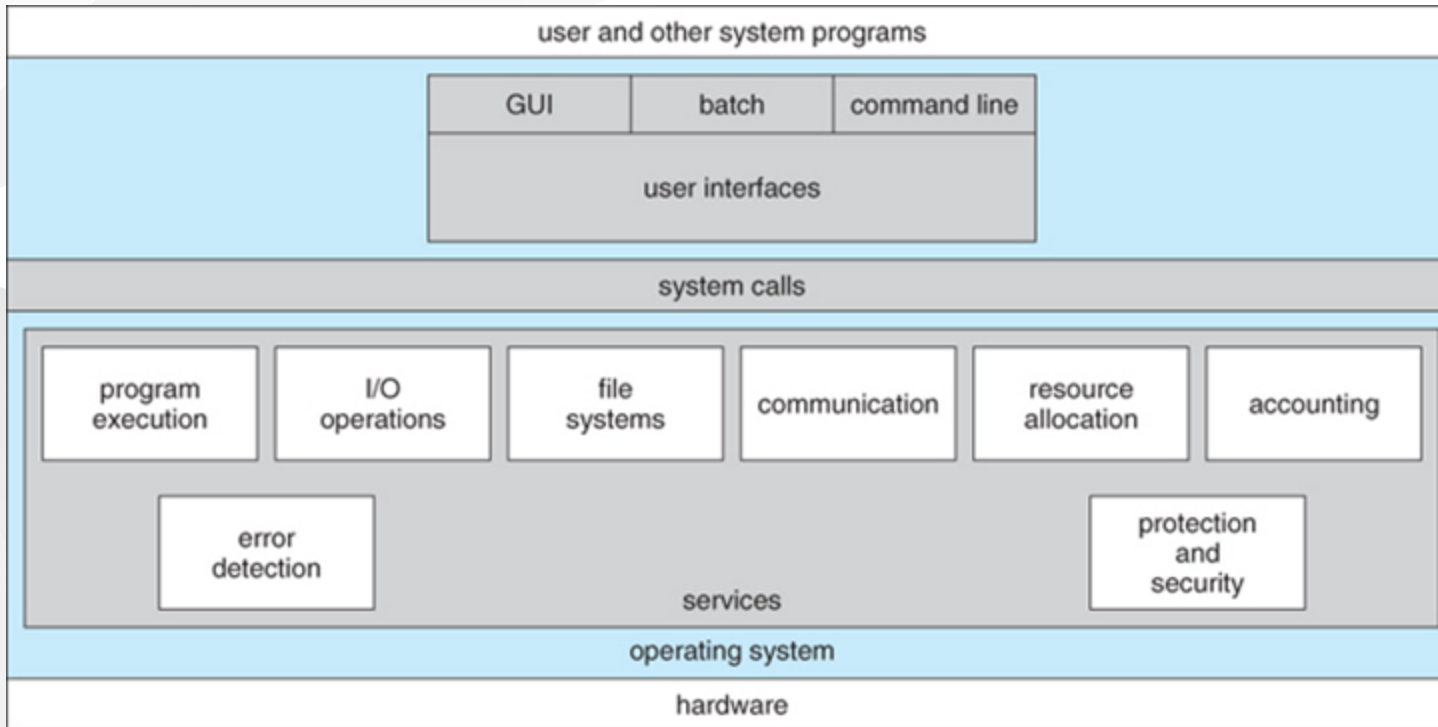 user and other system programs
GUI
batch
command line
user interfaces
system calls
program
execution
I/O
operations
file
systems
communication
resource
allocation
accounting
error
detection
protection
and
security
services
operating system
hardware